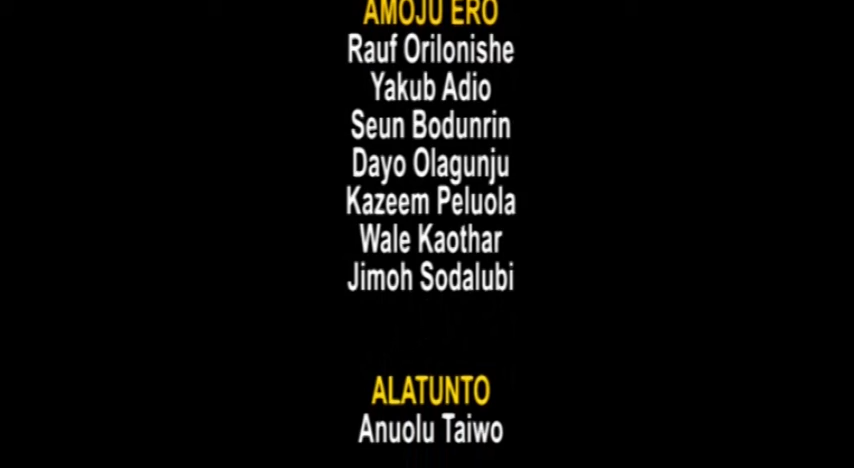 AMOJU ERO
Rauf Orilonishe
Yakub Adio
Seun Bodunrin
Dayo Olagunju
Kazeem Peluola
Wale Kaothar
Jimoh Sodalubi
ALATUNTO
Anuolu Taiwo